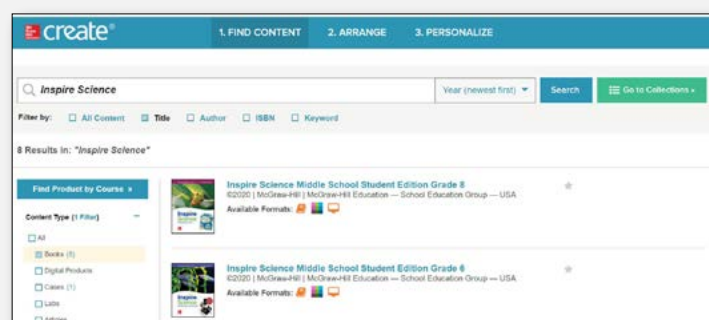 create®
1. FIND CONTENT 2. ARRANGE 3. PERSONALIZE
Inspire Science Year (newest first) Search Go to Collections »
Filter by: All Content Title Author ISBN Keyword
8 Results in: "Inspire Science"
Find Product by Course
Content Type (1 Filter)
All
Books (8)
Digital Products
Cases (1)
Labs
Articles
Inspire Science Middle School Student Edition Grade 8
©2020 | McGraw-Hill | McGraw-Hill Education — School Education Group — USA
Available Formats:
Inspire Science Middle School Student Edition Grade 6
©2020 | McGraw-Hill | McGraw-Hill Education — School Education Group — USA
Available Formats: